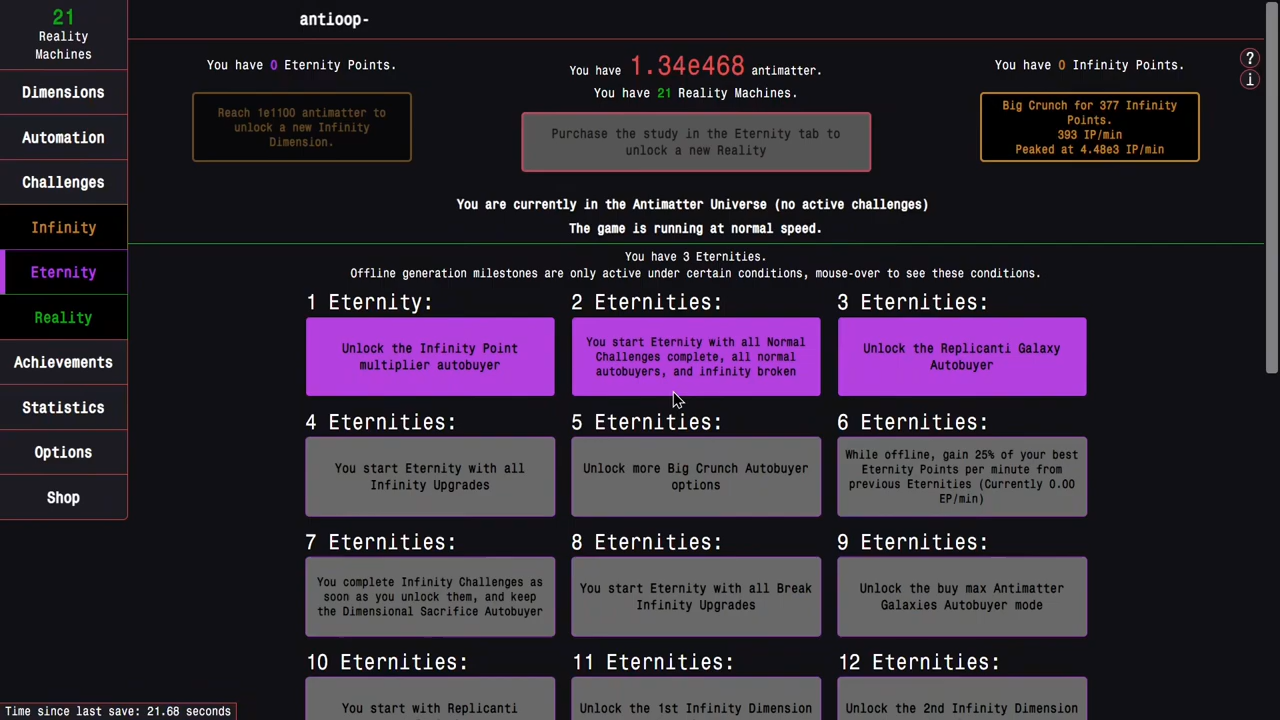 21
Reality
Machines
Dimensions
Automation
Challenges
Infinity
Eternity
Reality
Achievements
Statistics
Options
Shop
antioop-
You have 0 Eternity Points.
Reach 1e1100 antimatter to
unlock a new Infinity
Dimension.
You have 1.34e468 antimatter.
You have 21 Reality Machines.
Purchase the study in the Eternity tab to
unlock a new Reality
You have 0 Infinity Points.
Big Crunch for 377 Infinity
Points.
393 IP/min
Peaked at 4.48e3 IP/min
?
i
You are currently in the Antimatter Universe (no active challenges)
The game is running at normal speed.
You have 3 Eternities.
Offline generation milestones are only active under certain conditions, mouse-over to see these conditions.
1 Eternity:
Unlock the Infinity Point
multiplier autobuyer
2 Eternities:
You start Eternity with all Normal
Challenges complete, all normal
autobuyers, and infinity broken
3 Eternities:
Unlock the Replicanti Galaxy
Autobuyer
4 Eternities:
You start Eternity with all
Infinity Upgrades
5 Eternities:
Unlock more Big Crunch Autobuyer
options
6 Eternities:
While offline, gain 25% of your best
Eternity Points per minute from
previous Eternities (Currently 0.00
EP/min)
7 Eternities:
You complete Infinity Challenges as
soon as you unlock them, and keep
the Dimensional Sacrifice Autobuyer
8 Eternities:
You start Eternity with all Break
Infinity Upgrades
9 Eternities:
Unlock the buy max Antimatter
Galaxies Autobuyer mode
10 Eternities:
You start with Replicanti
11 Eternities:
Unlock the 1st Infinity Dimension
12 Eternities:
Unlock the 2nd Infinity Dimension
Time since last save: 21.68 seconds